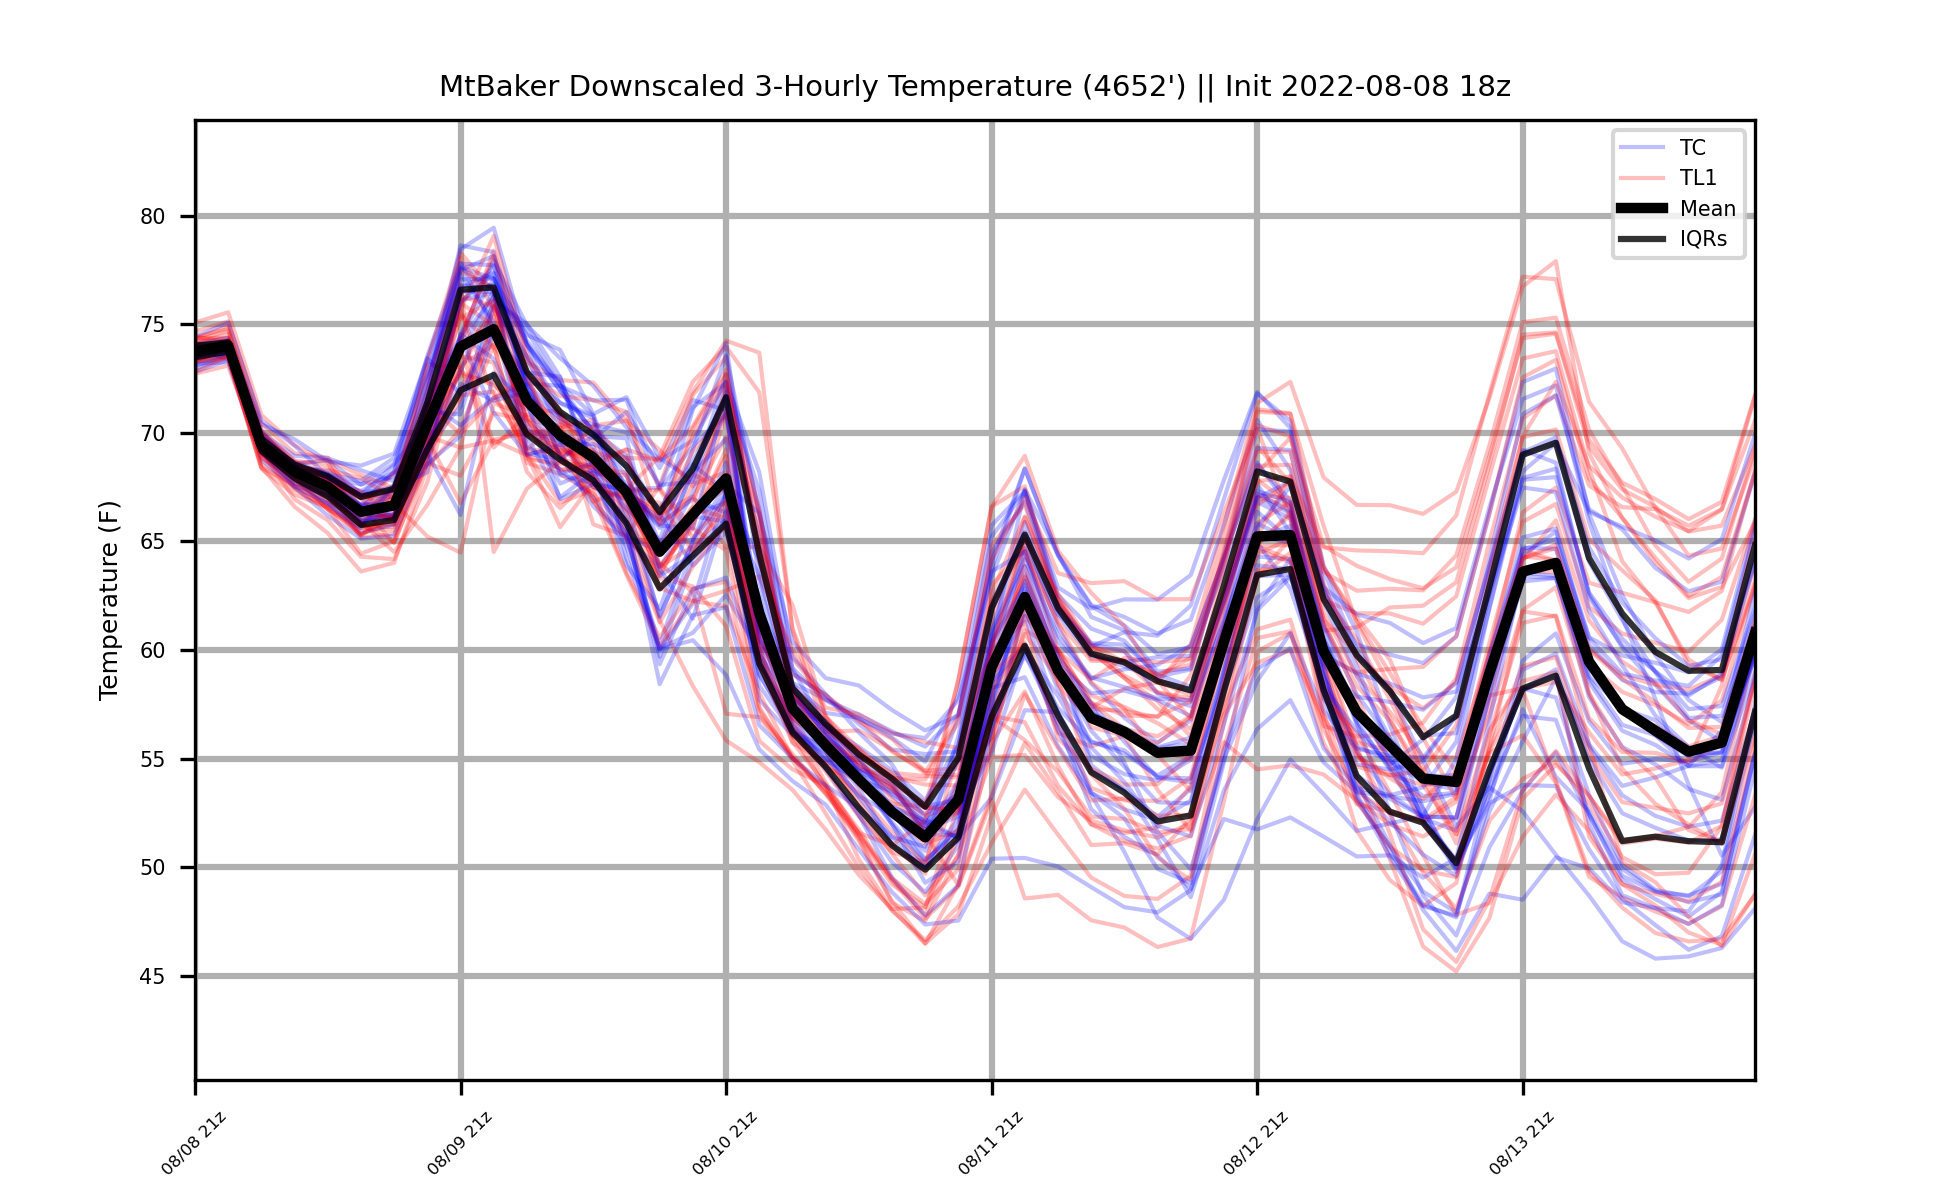 MtBaker Downscaled 3-Hourly Temperature (4652') || Init 2022-08-08 18z
TC
TL1
Mean
IQRs
Temperature (F)
80
75
70
65
60
55
50
45
08/08 21z
08/09 21z
08/10 21z
08/11 21z
08/12 21z
08/13 21z